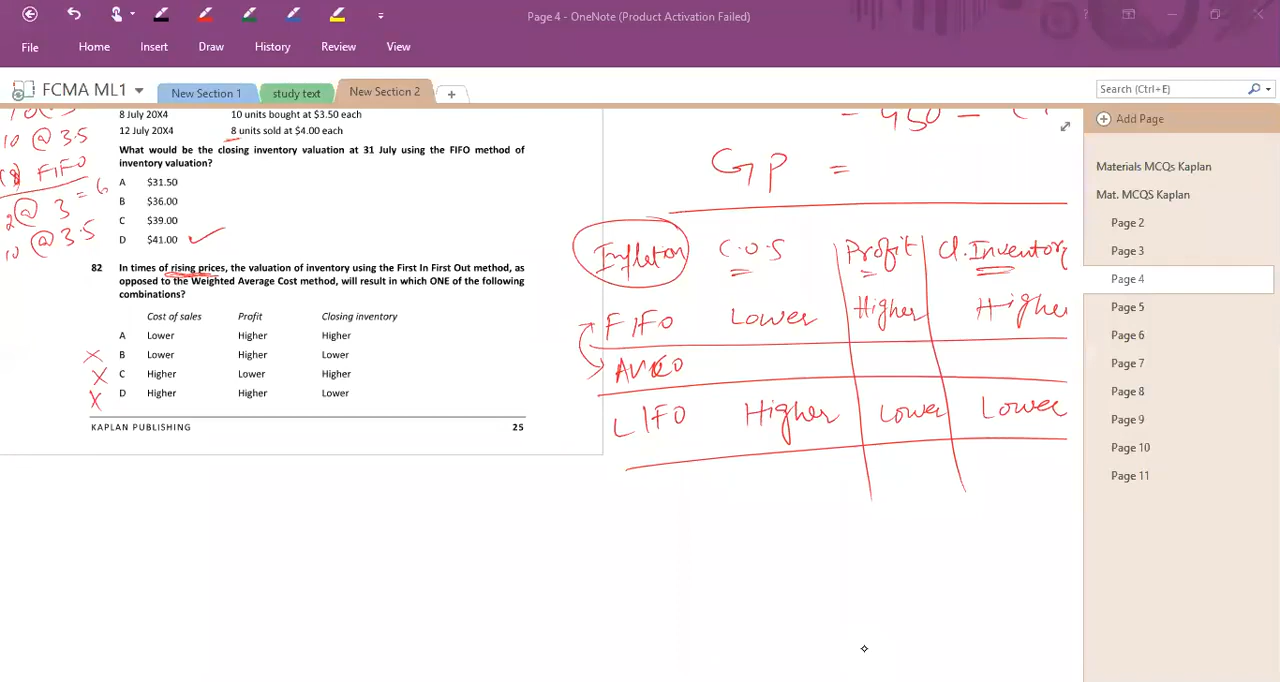 Page 4 - OneNote (Product Activation Failed)
File Home Insert Draw History Review View
FCMA ML1 New Section 1 study text New Section 2
Search (Ctrl+E)
Add Page
Materials MCQs Kaplan
Mat. MCQS Kaplan
Page 2
Page 3
Page 4
Page 5
Page 6
Page 7
Page 8
Page 9
Page 10
Page 11
8 July 20X4 10 units bought at $3.50 each
12 July 20X4 8 units sold at $4.00 each
What would be the closing inventory valuation at 31 July using the FIFO method of
inventory valuation?
A $31.50
B $36.00
C $39.00
D $41.00
82 In times of rising prices, the valuation of inventory using the First In First Out method, as
opposed to the Weighted Average Cost method, will result in which ONE of the following
combinations?
Cost of sales Profit Closing inventory
A Lower Higher Higher
B Lower Higher Lower
C Higher Lower Higher
D Higher Higher Lower
KAPLAN PUBLISHING 25
10 @ 3.5
FIFO
2 @ 3 = 6
10 @ 3.5
- 450 -
GP =
Inflation C.O.S Profit Cl. Inventory
FIFO Lower Higher Higher
AVCO
LIFO Higher Lower Lower